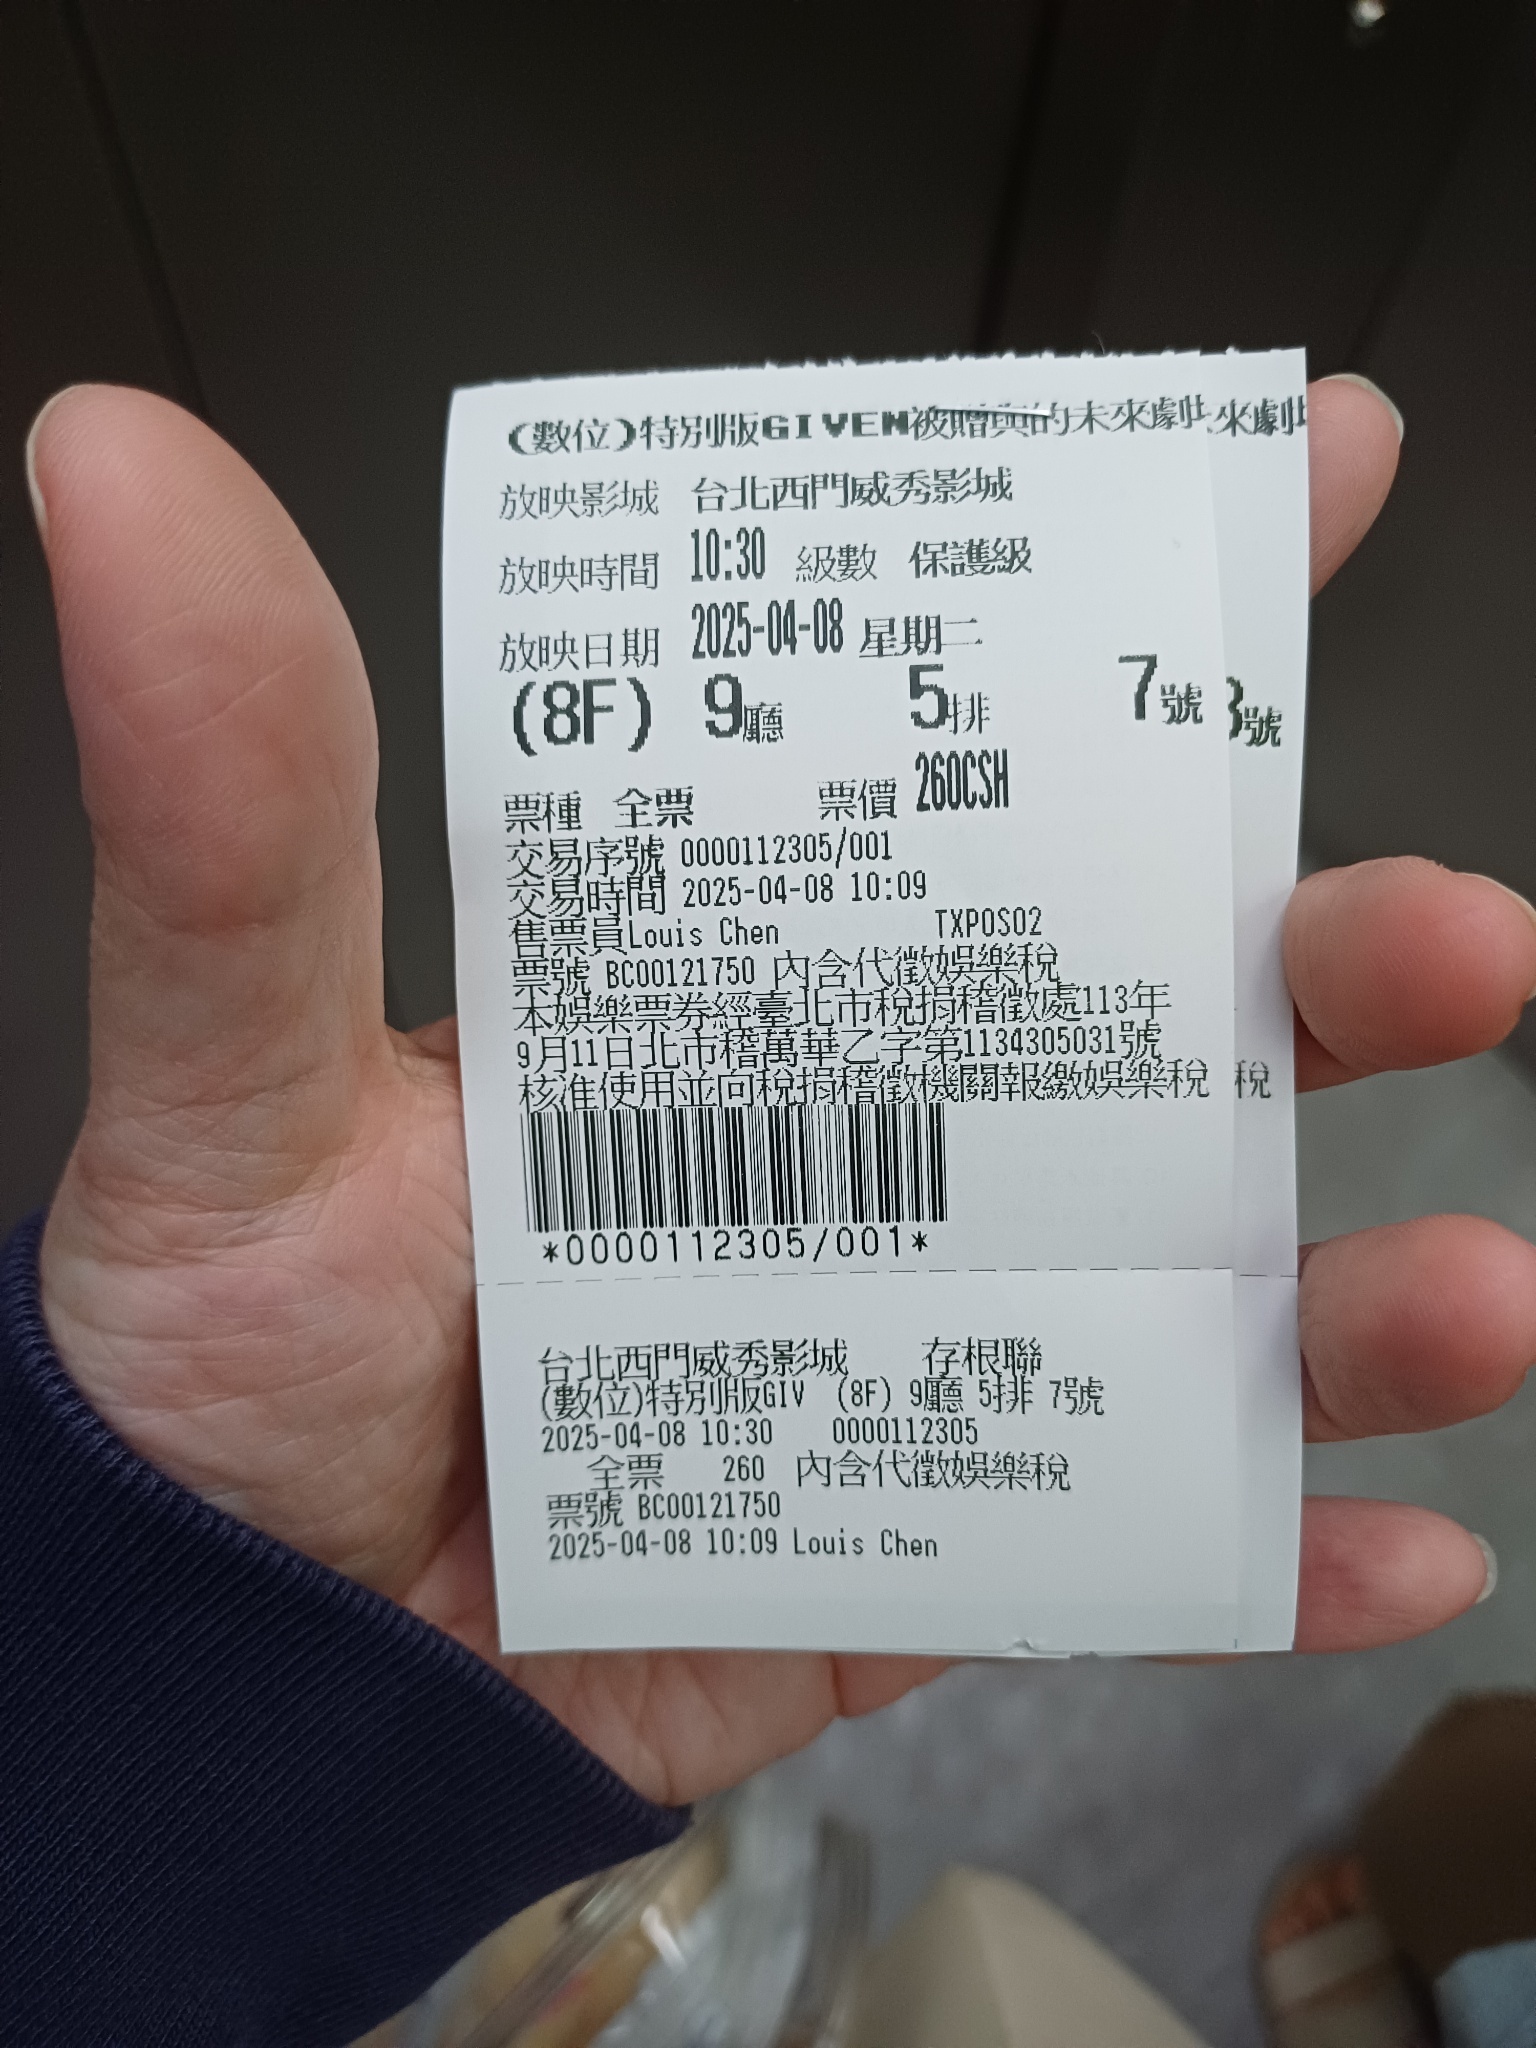 (數位)特別版GIVEN被贈與的未來劇 來劇
放映影城 台北西門威秀影城
放映時間 10:30 級數 保護級
放映日期 2025-04-08 星期二
(8F) 9廳 5排 7號 號
票種 全票 票價 260CSH
交易序號 0000112305/001
交易時間 2025-04-08 10:09
售票員Louis Chen TXPOS02
票號 BC00121750 內含代徵娛樂稅
本娛樂票券經臺北市稅捐稽徵處113年
9月11日北市稽萬華乙字第1134305031號
核准使用並向稅捐稽徵機關報繳娛樂稅 稅
*0000112305/001*
台北西門威秀影城 存根聯
(數位)特別版GIV (8F) 9廳 5排 7號
2025-04-08 10:30 0000112305
全票 260 內含代徵娛樂稅
票號 BC00121750
2025-04-08 10:09 Louis Chen